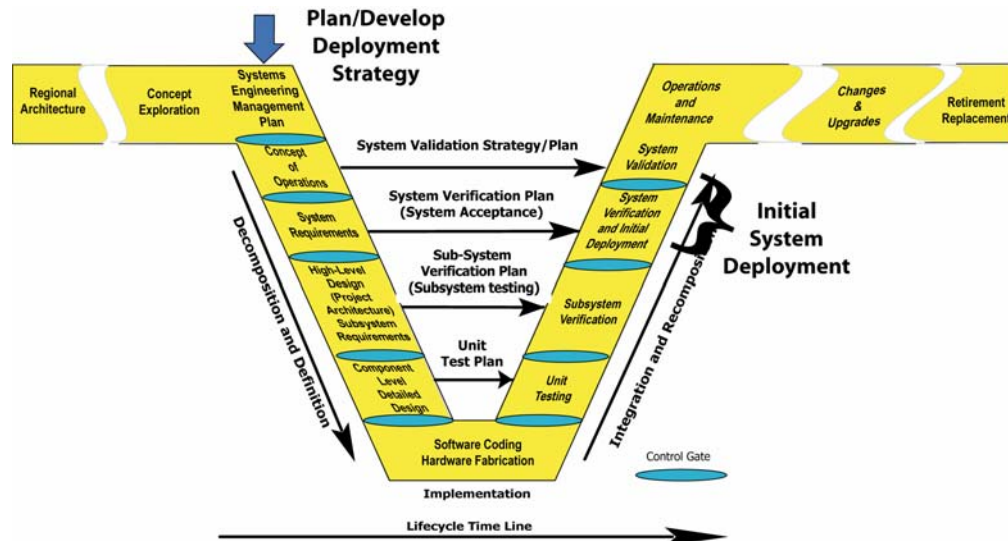 Plan/Develop
Deployment
Strategy
Regional
Architecture
Concept
Exploration
Systems
Engineering
Management
Plan
Operations
and
Maintenance
Changes
&
Upgrades
Retirement
Replacement
Concept
of
Operations
System Validation Strategy/Plan
System
Validation
System
Requirements
System Verification Plan
(System Acceptance)
System
Verification
and Initial
Deployment
Initial
System
Deployment
High-Level
Design
(Project
Architecture)
Subsystem
Requirements
Sub-System
Verification Plan
(Subsystem testing)
Subsystem
Verification
Component
Level
Detailed
Design
Unit
Test Plan
Unit
Testing
Decomposition and Definition
Integration and Recomposition
Software Coding
Hardware Fabrication
Implementation
Control Gate
Lifecycle Time Line